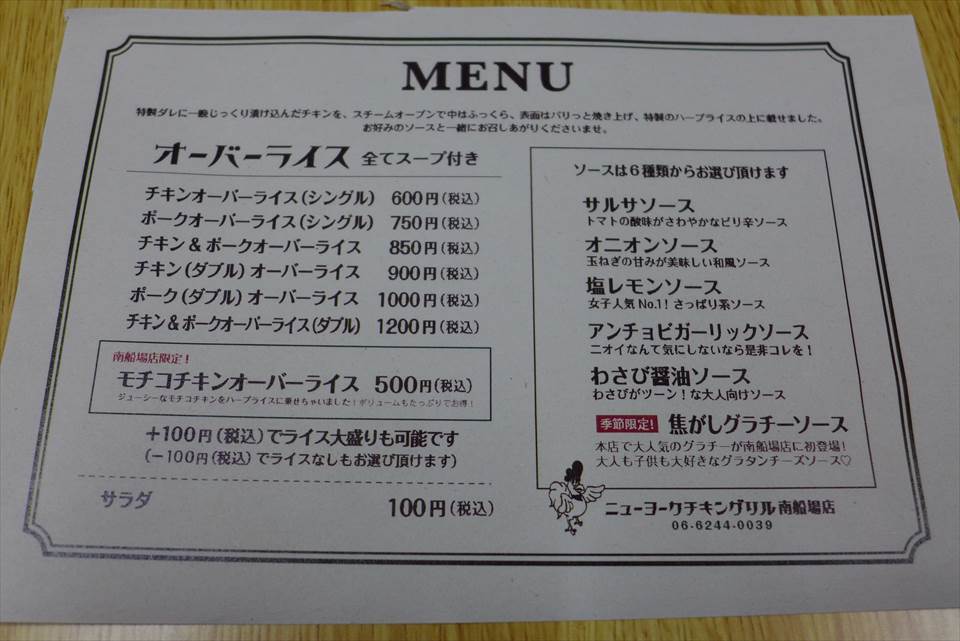 MENU
特製ダレに一晩じっくり漬け込んだチキンを、スチームオーブンで中はふっくら、表面はパリっと焼き上げ、特製のハーブライスの上に載せました。
お好みのソースと一緒にお召しあがりくださいませ。
オーバーライス 全てスープ付き
チキンオーバーライス(シングル) 600円(税込)
ポークオーバーライス(シングル) 750円(税込)
チキン&ポークオーバーライス 850円(税込)
チキン(ダブル)オーバーライス 900円(税込)
ポーク(ダブル)オーバーライス 1000円(税込)
チキン&ポークオーバーライス(ダブル) 1200円(税込)
南船場店限定!
モチコチキンオーバーライス 500円(税込)
ジューシーなモチコチキンをハーブライスに乗せちゃいました!ボリュームもたっぷりでお得!
+100円(税込)でライス大盛りも可能です
(−100円(税込)でライスなしもお選び頂けます)
サラダ 100円(税込)
ソースは6種類からお選び頂けます
サルサソース
トマトの酸味がさわやかなピリ辛ソース
オニオンソース
玉ねぎの甘みが美味しい和風ソース
塩レモンソース
女子人気No.1!さっぱり系ソース
アンチョビガーリックソース
ニオイなんて気にしないなら是非コレを!
わさび醤油ソース
わさびがツーン!な大人向けソース
季節限定! 焦がしグラチーソース
本店で大人気のグラチーが南船場店に初登場!
大人も子供も大好きなグラタンチーズソース♡
ニューヨークチキングリル南船場店
06-6244-0039